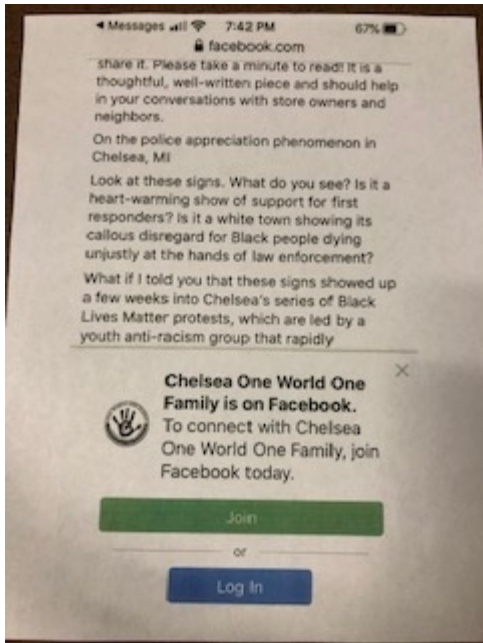 ◀ Messages 7:42 PM 67%
facebook.com
share it. Please take a minute to read! It is a
thoughtful, well-written piece and should help
in your conversations with store owners and
neighbors.
On the police appreciation phenomenon in
Chelsea, MI
Look at these signs. What do you see? Is it a
heart-warming show of support for first
responders? Is it a white town showing its
callous disregard for Black people dying
unjustly at the hands of law enforcement?
What if I told you that these signs showed up
a few weeks into Chelsea's series of Black
Lives Matter protests, which are led by a
youth anti-racism group that rapidly
Chelsea One World One
Family is on Facebook.
To connect with Chelsea
One World One Family, join
Facebook today.
Join
or
Log In